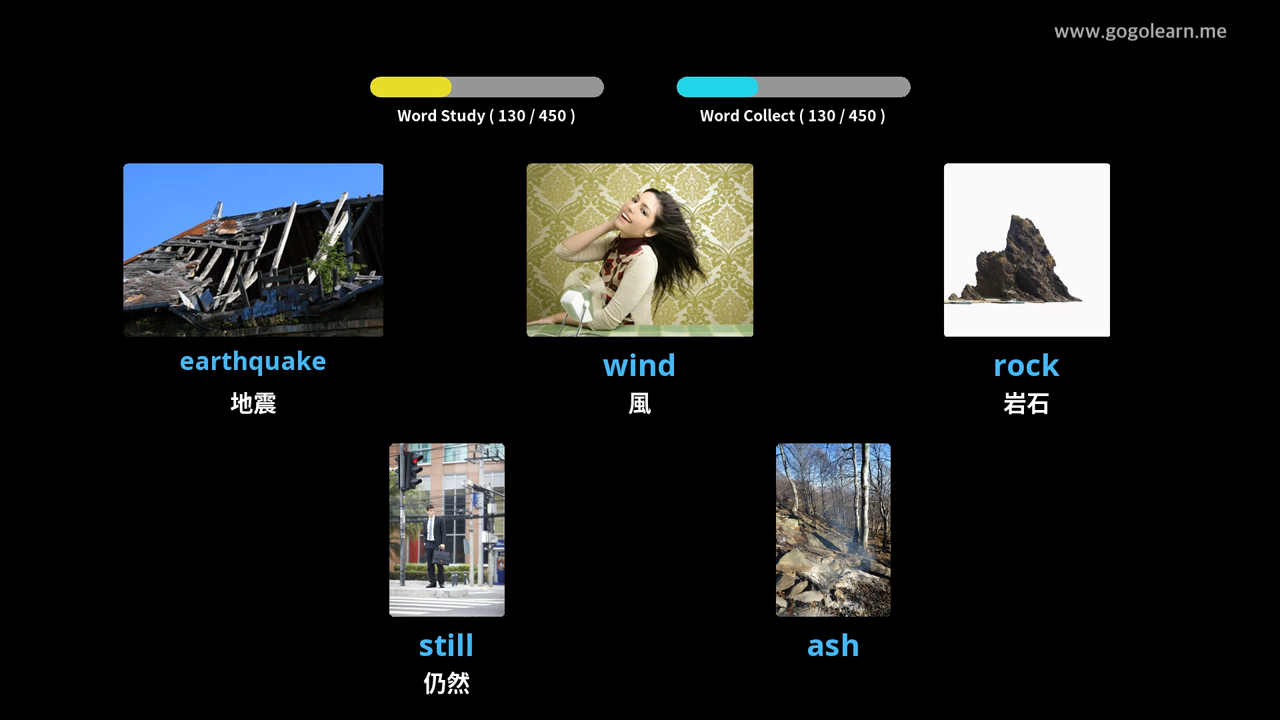 www.gogolearn.me
Word Study ( 130 / 450 )
Word Collect ( 130 / 450 )
earthquake
地震
wind
風
rock
岩石
still
仍然
ash